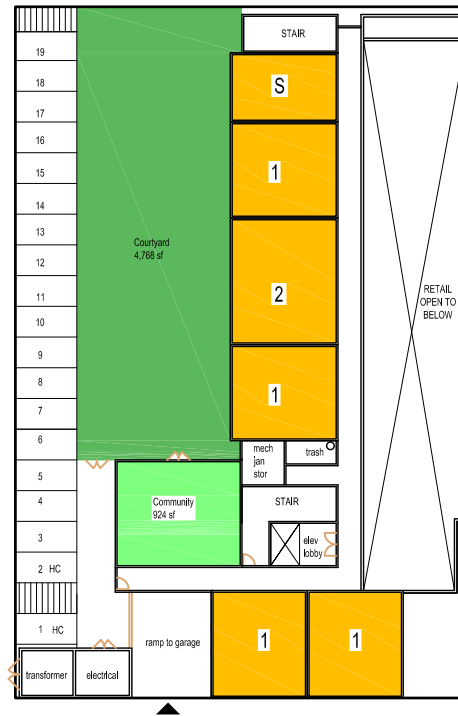 STAIR
19
18
S
17
16
15
1
14
13
Courtyard
4,768 sf
12
11
2
RETAIL
OPEN TO
BELOW
10
9
8
1
7
6
mech
jan
stor
trash
5
4
Community
924 sf
STAIR
3
elev
lobby
2 HC
1 HC
ramp to garage
1
1
transformer
electrical